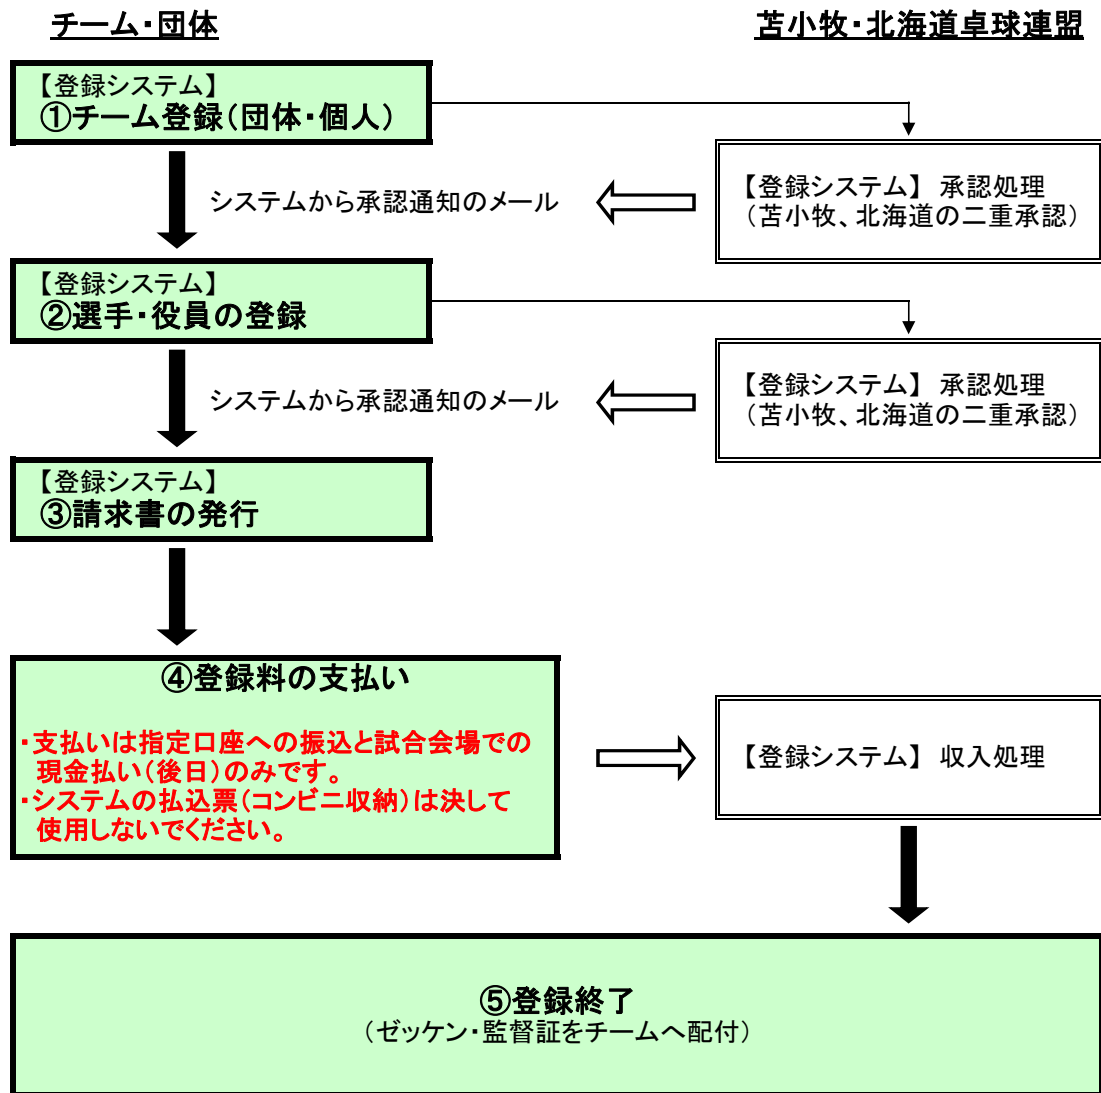 チーム・団体
苫小牧・北海道卓球連盟
【登録システム】
①チーム登録（団体・個人）
【登録システム】 承認処理
（苫小牧、北海道の二重承認）
システムから承認通知のメール
【登録システム】
②選手・役員の登録
【登録システム】 承認処理
（苫小牧、北海道の二重承認）
システムから承認通知のメール
【登録システム】
③請求書の発行
④登録料の支払い
・支払いは指定口座への振込と試合会場での
現金払い（後日）のみです。
・システムの払込票（コンビニ収納）は決して
使用しないでください。
【登録システム】 収入処理
⑤登録終了
（ゼッケン・監督証をチームへ配付）